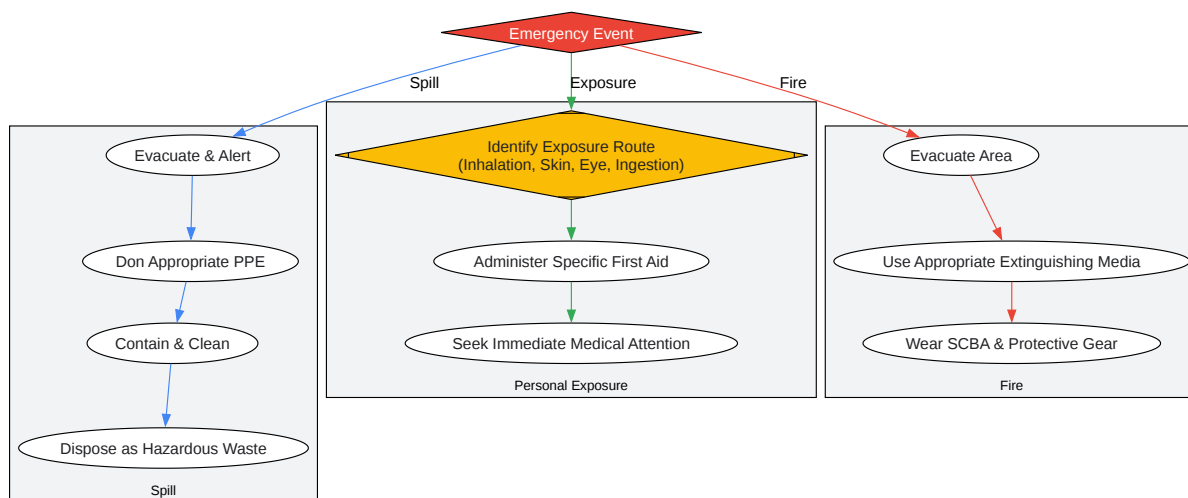 Emergency Event
Spill
Exposure
Fire
Evacuate & Alert
Don Appropriate PPE
Contain & Clean
Dispose as Hazardous Waste
Spill
Identify Exposure Route
(Inhalation, Skin, Eye, Ingestion)
Administer Specific First Aid
Seek Immediate Medical Attention
Personal Exposure
Evacuate Area
Use Appropriate Extinguishing Media
Wear SCBA & Protective Gear
Fire